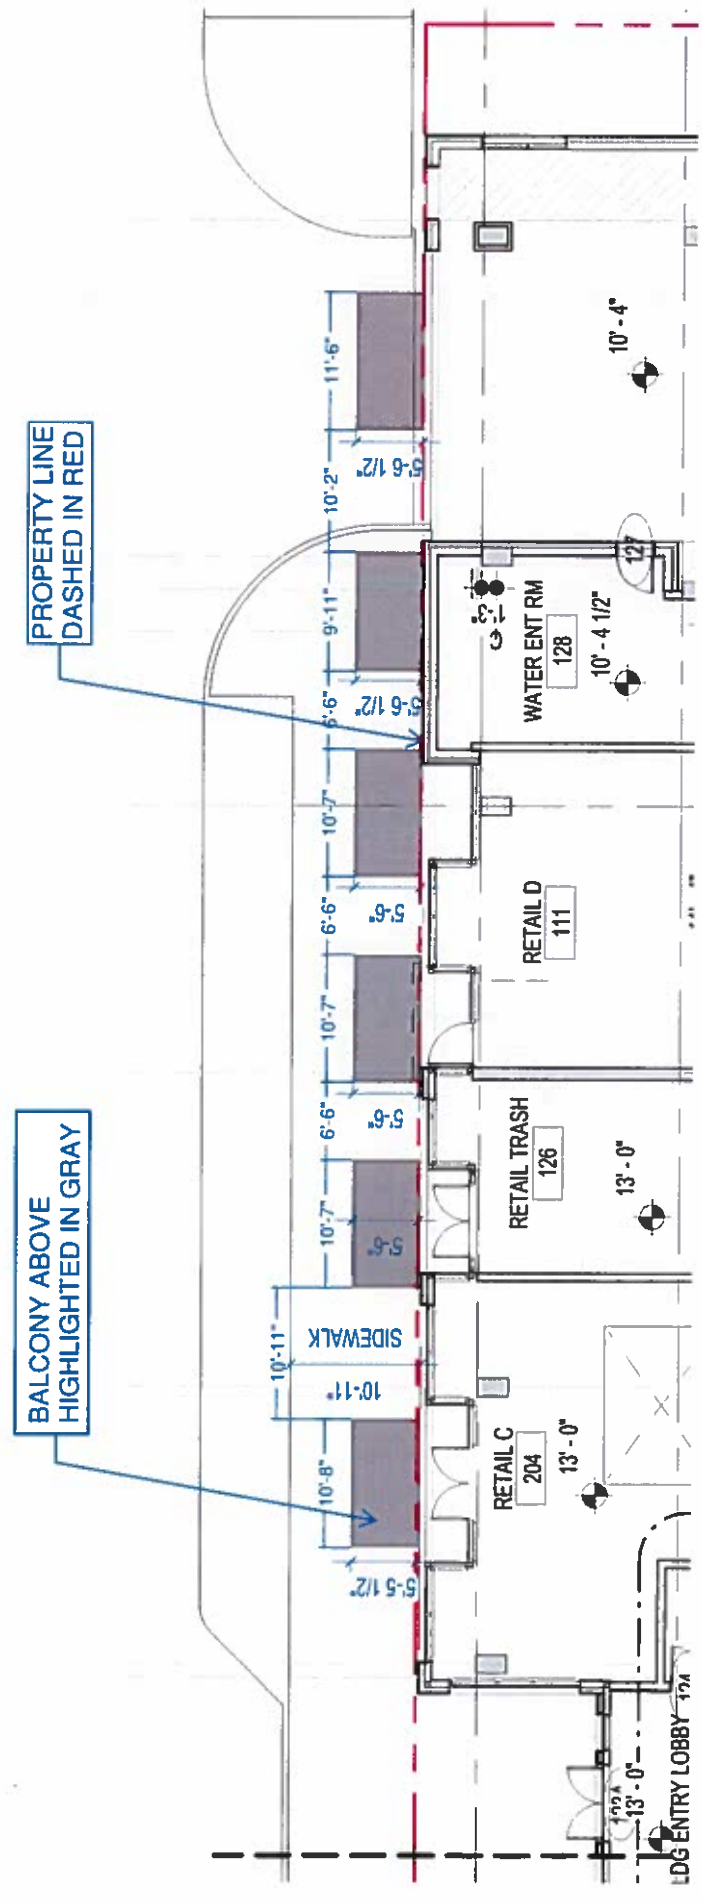 BALCONY ABOVE
HIGHLIGHTED IN GRAY
PROPERTY LINE
DASHED IN RED
10'-8"
10'-11"
10'-7"
6'-6"
10'-7"
6'-6"
10'-7"
6'-6"
9'-11"
10'-2"
11'-6"
5'-5 1/2"
10'-11"
SIDEWALK
5'-6"
5'-6"
5'-6"
5'-6 1/2"
5'-6 1/2"
RETAIL C
204
13' - 0"
RETAIL TRASH
126
13' - 0"
RETAIL D
111
WATER ENT RM
128
10' - 4 1/2"
1'-3"
127
10' - 4"
13' - 0"
LDG ENTRY LOBBY
124